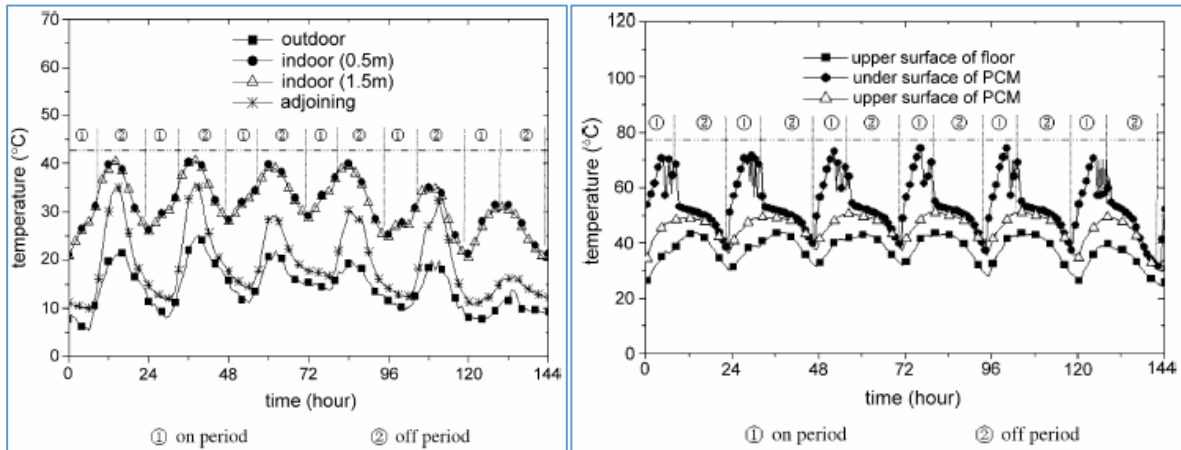 70
60
50
40
30
20
10
0
temperature (°C)
outdoor
indoor (0.5m)
indoor (1.5m)
adjoining
① ② ① ② ① ② ① ② ① ② ① ②
0 24 48 72 96 120 144
time (hour)
① on period ② off period
120
100
80
60
40
20
0
temperature (°C)
upper surface of floor
under surface of PCM
upper surface of PCM
① ② ① ② ① ② ① ② ① ② ① ②
0 24 48 72 96 120 144
time (hour)
① on period ② off period